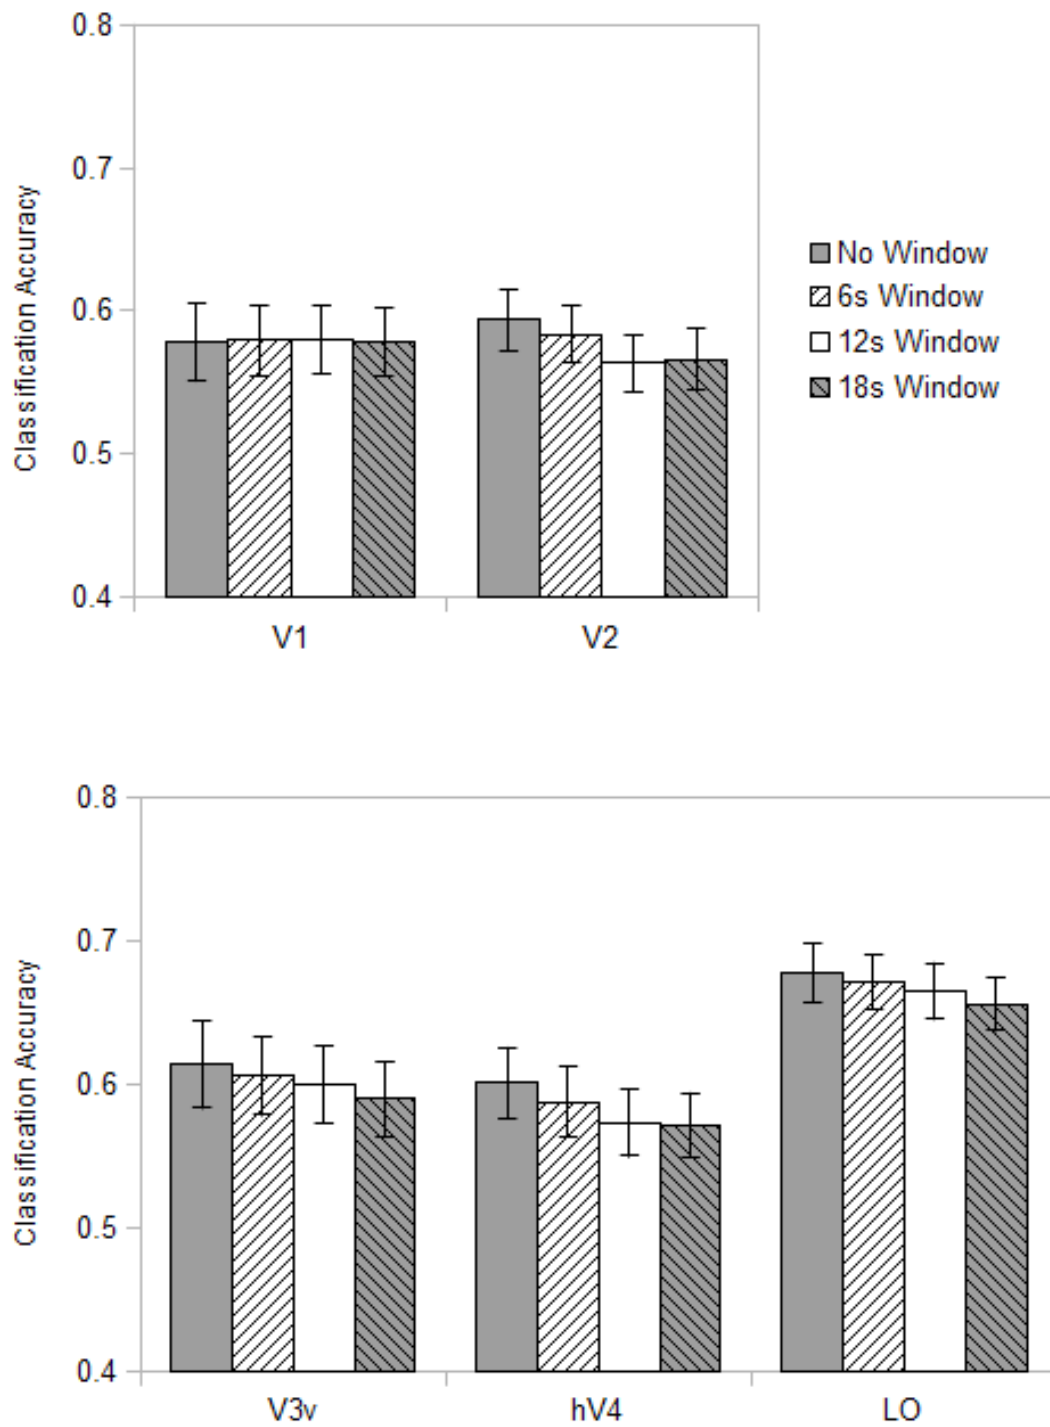 0.8
0.7
Classification Accuracy
0.6
0.5
0.4
V1 V2
No Window
6s Window
12s Window
18s Window
0.8
0.7
Classification Accuracy
0.6
0.5
0.4
V3v hV4 LO